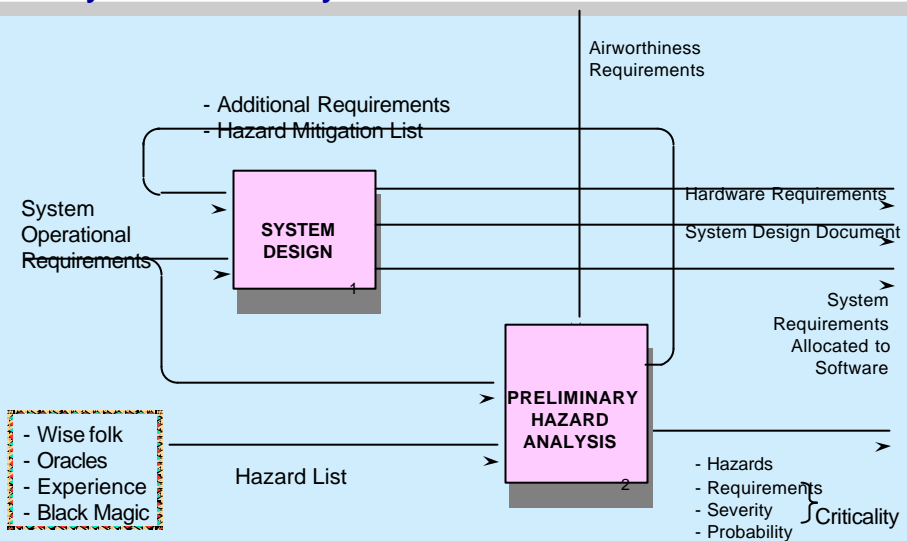 Airworthiness
Requirements
- Additional Requirements
- Hazard Mitigation List
System
Operational
Requirements
SYSTEM
DESIGN
1
Hardware Requirements
System Design Document
System
Requirements
Allocated to
Software
PRELIMINARY
HAZARD
ANALYSIS
2
- Wise folk
- Oracles
- Experience
- Black Magic
Hazard List
- Hazards
- Requirements
- Severity
- Probability
Criticality